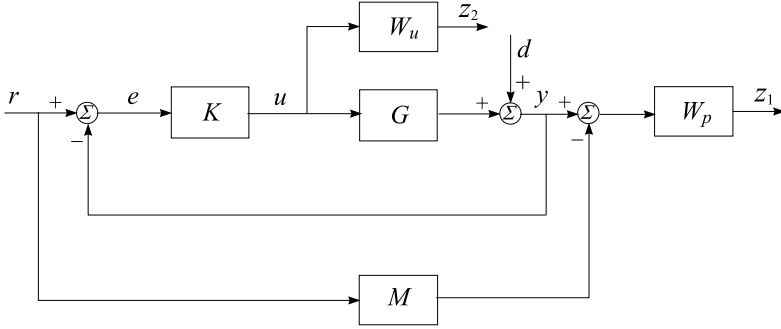 W_u
z_2
d
+
r
+
Σ
e
K
u
G
+
Σ
y
+
Σ
W_p
z_1
−
−
M